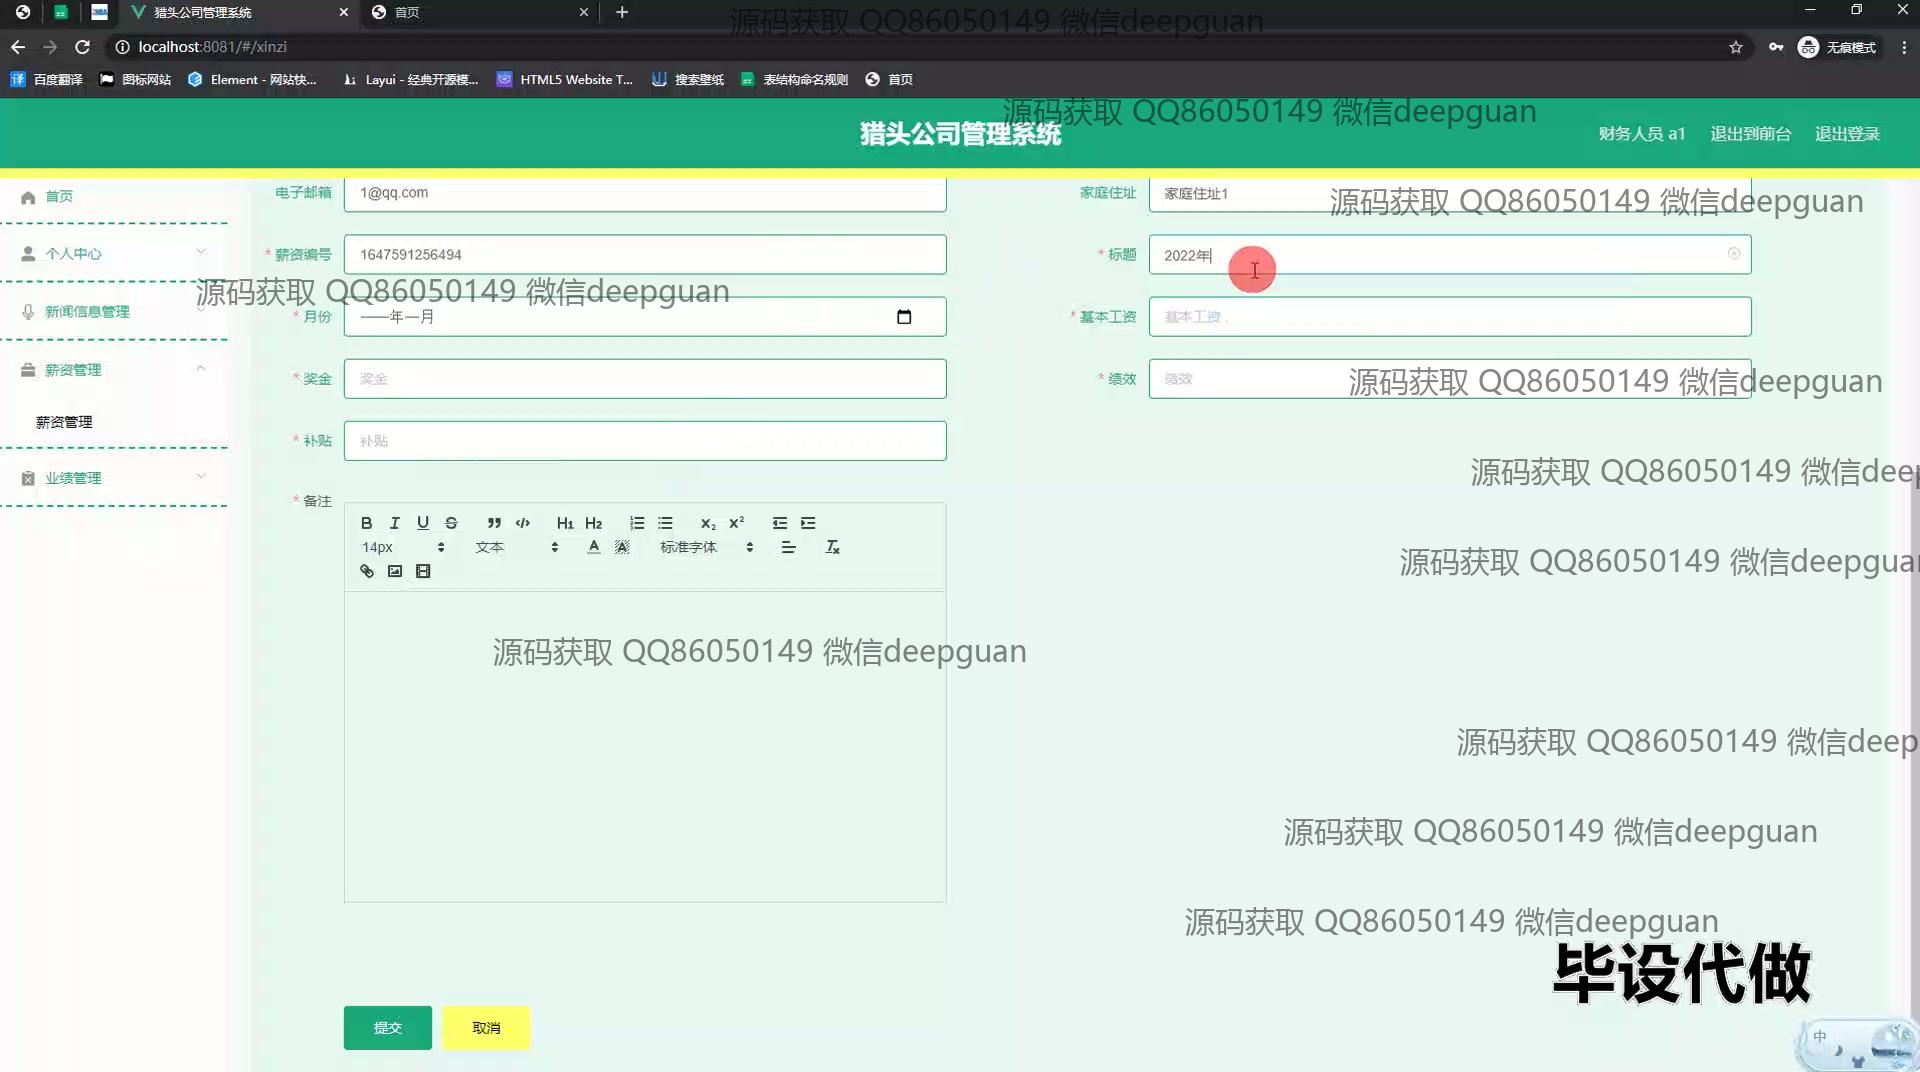 猎头公司管理系统
首页
源码获取 QQ86050149 微信deepguan
localhost:8081/#/xinzi
无痕模式
百度翻译
图标网站
Element - 网站快...
Layui - 经典开源模...
HTML5 Website T...
搜索壁纸
表结构命名规则
首页
源码获取 QQ86050149 微信deepguan
猎头公司管理系统
财务人员 a1
退出到前台
退出登录
首页
电子邮箱
1@qq.com
家庭住址
家庭住址1
源码获取 QQ86050149 微信deepguan
个人中心
* 薪资编号
1647591256494
* 标题
2022年
源码获取 QQ86050149 微信deepguan
新闻信息管理
* 月份
----年--月
* 基本工资
基本工资
薪资管理
* 奖金
奖金
* 绩效
绩效
源码获取 QQ86050149 微信deepguan
薪资管理
* 补贴
补贴
业绩管理
源码获取 QQ86050149 微信deep
* 备注
B I U S H1 H2 X2 X2
14px
文本
A
A
标准字体
源码获取 QQ86050149 微信deepguan
源码获取 QQ86050149 微信deepguan
源码获取 QQ86050149 微信deep
源码获取 QQ86050149 微信deepguan
源码获取 QQ86050149 微信deepguan
毕设代做
提交
取消
中